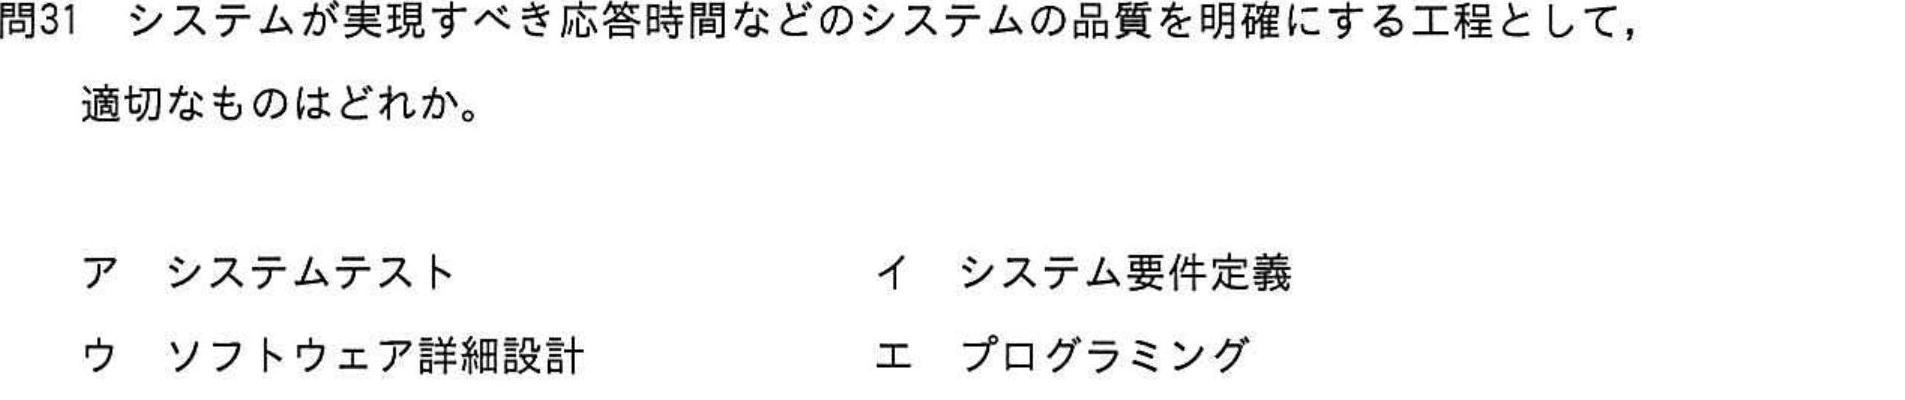 問31　システムが実現すべき応答時間などのシステムの品質を明確にする工程として，
適切なものはどれか。
ア　システムテスト　イ　システム要件定義
ウ　ソフトウェア詳細設計　エ　プログラミング